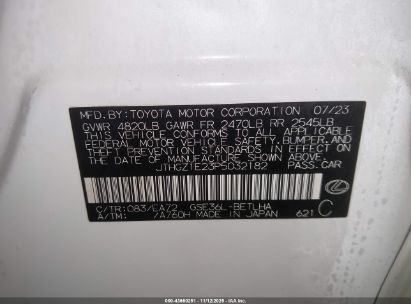 MFD.BY:TOYOTA MOTOR CORPORATION 07/23
GVWR 4820LB GAWR FR 2470LB RR 2545LB
THIS VEHICLE CONFORMS TO ALL APPLICABLE
FEDERAL MOTOR VEHICLE SAFETY, BUMPER, AND
THEFT PREVENTION STANDARDS IN EFFECT ON
THE DATE OF MANUFACTURE SHOWN ABOVE.
JTHGZ1E23P5032182 PASS.CAR
C/TR:083/EA72 GSE36L-BETLHA
A/TM: /A760H MADE IN JAPAN 621 C